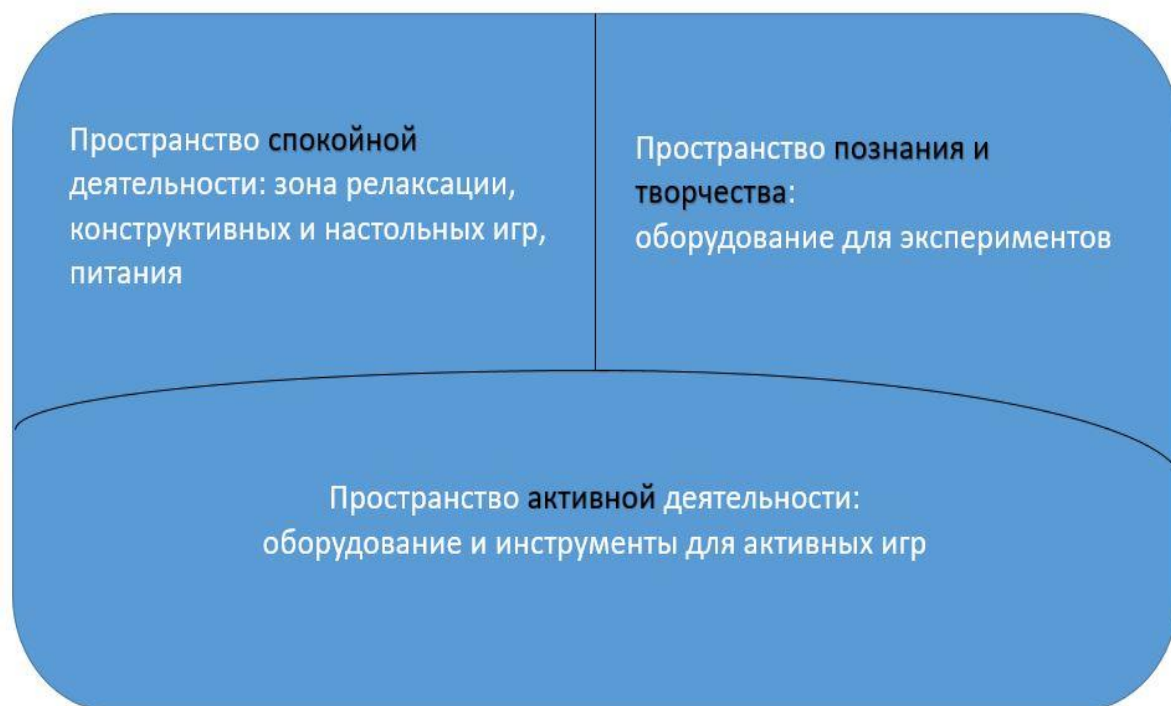 Пространство спокойной
деятельности: зона релаксации,
конструктивных и настольных игр,
питания
Пространство познания и
творчества:
оборудование для экспериментов
Пространство активной деятельности:
оборудование и инструменты для активных игр